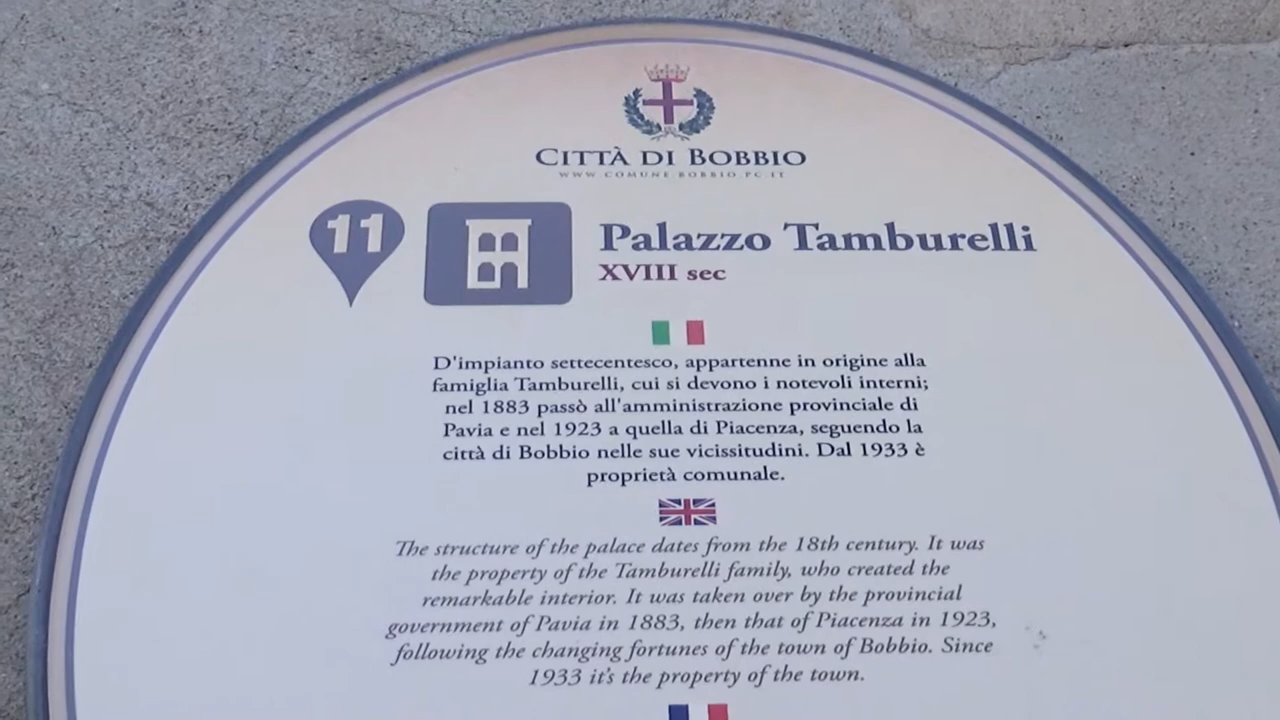 CITTÀ DI BOBBIO
WWW.COMUNE.BOBBIO.PC.IT
11
Palazzo Tamburelli
XVIII sec
D'impianto settecentesco, appartenne in origine alla
famiglia Tamburelli, cui si devono i notevoli interni;
nel 1883 passò all'amministrazione provinciale di
Pavia e nel 1923 a quella di Piacenza, seguendo la
città di Bobbio nelle sue vicissitudini. Dal 1933 è
proprietà comunale.
The structure of the palace dates from the 18th century. It was
the property of the Tamburelli family, who created the
remarkable interior. It was taken over by the provincial
government of Pavia in 1883, then that of Piacenza in 1923,
following the changing fortunes of the town of Bobbio. Since
1933 it's the property of the town.